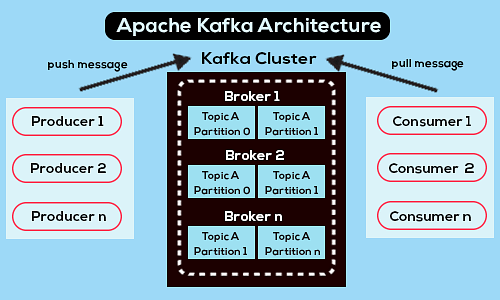 Apache Kafka Architecture
push message
Kafka Cluster
pull message
Producer 1
Producer 2
Producer n
Broker 1
Topic A
Partition 0
Topic A
Partition 1
Broker 2
Topic A
Partition 0
Topic A
Partition 1
Broker n
Topic A
Partition 1
Topic A
Partition n
Consumer 1
Consumer 2
Consumer n